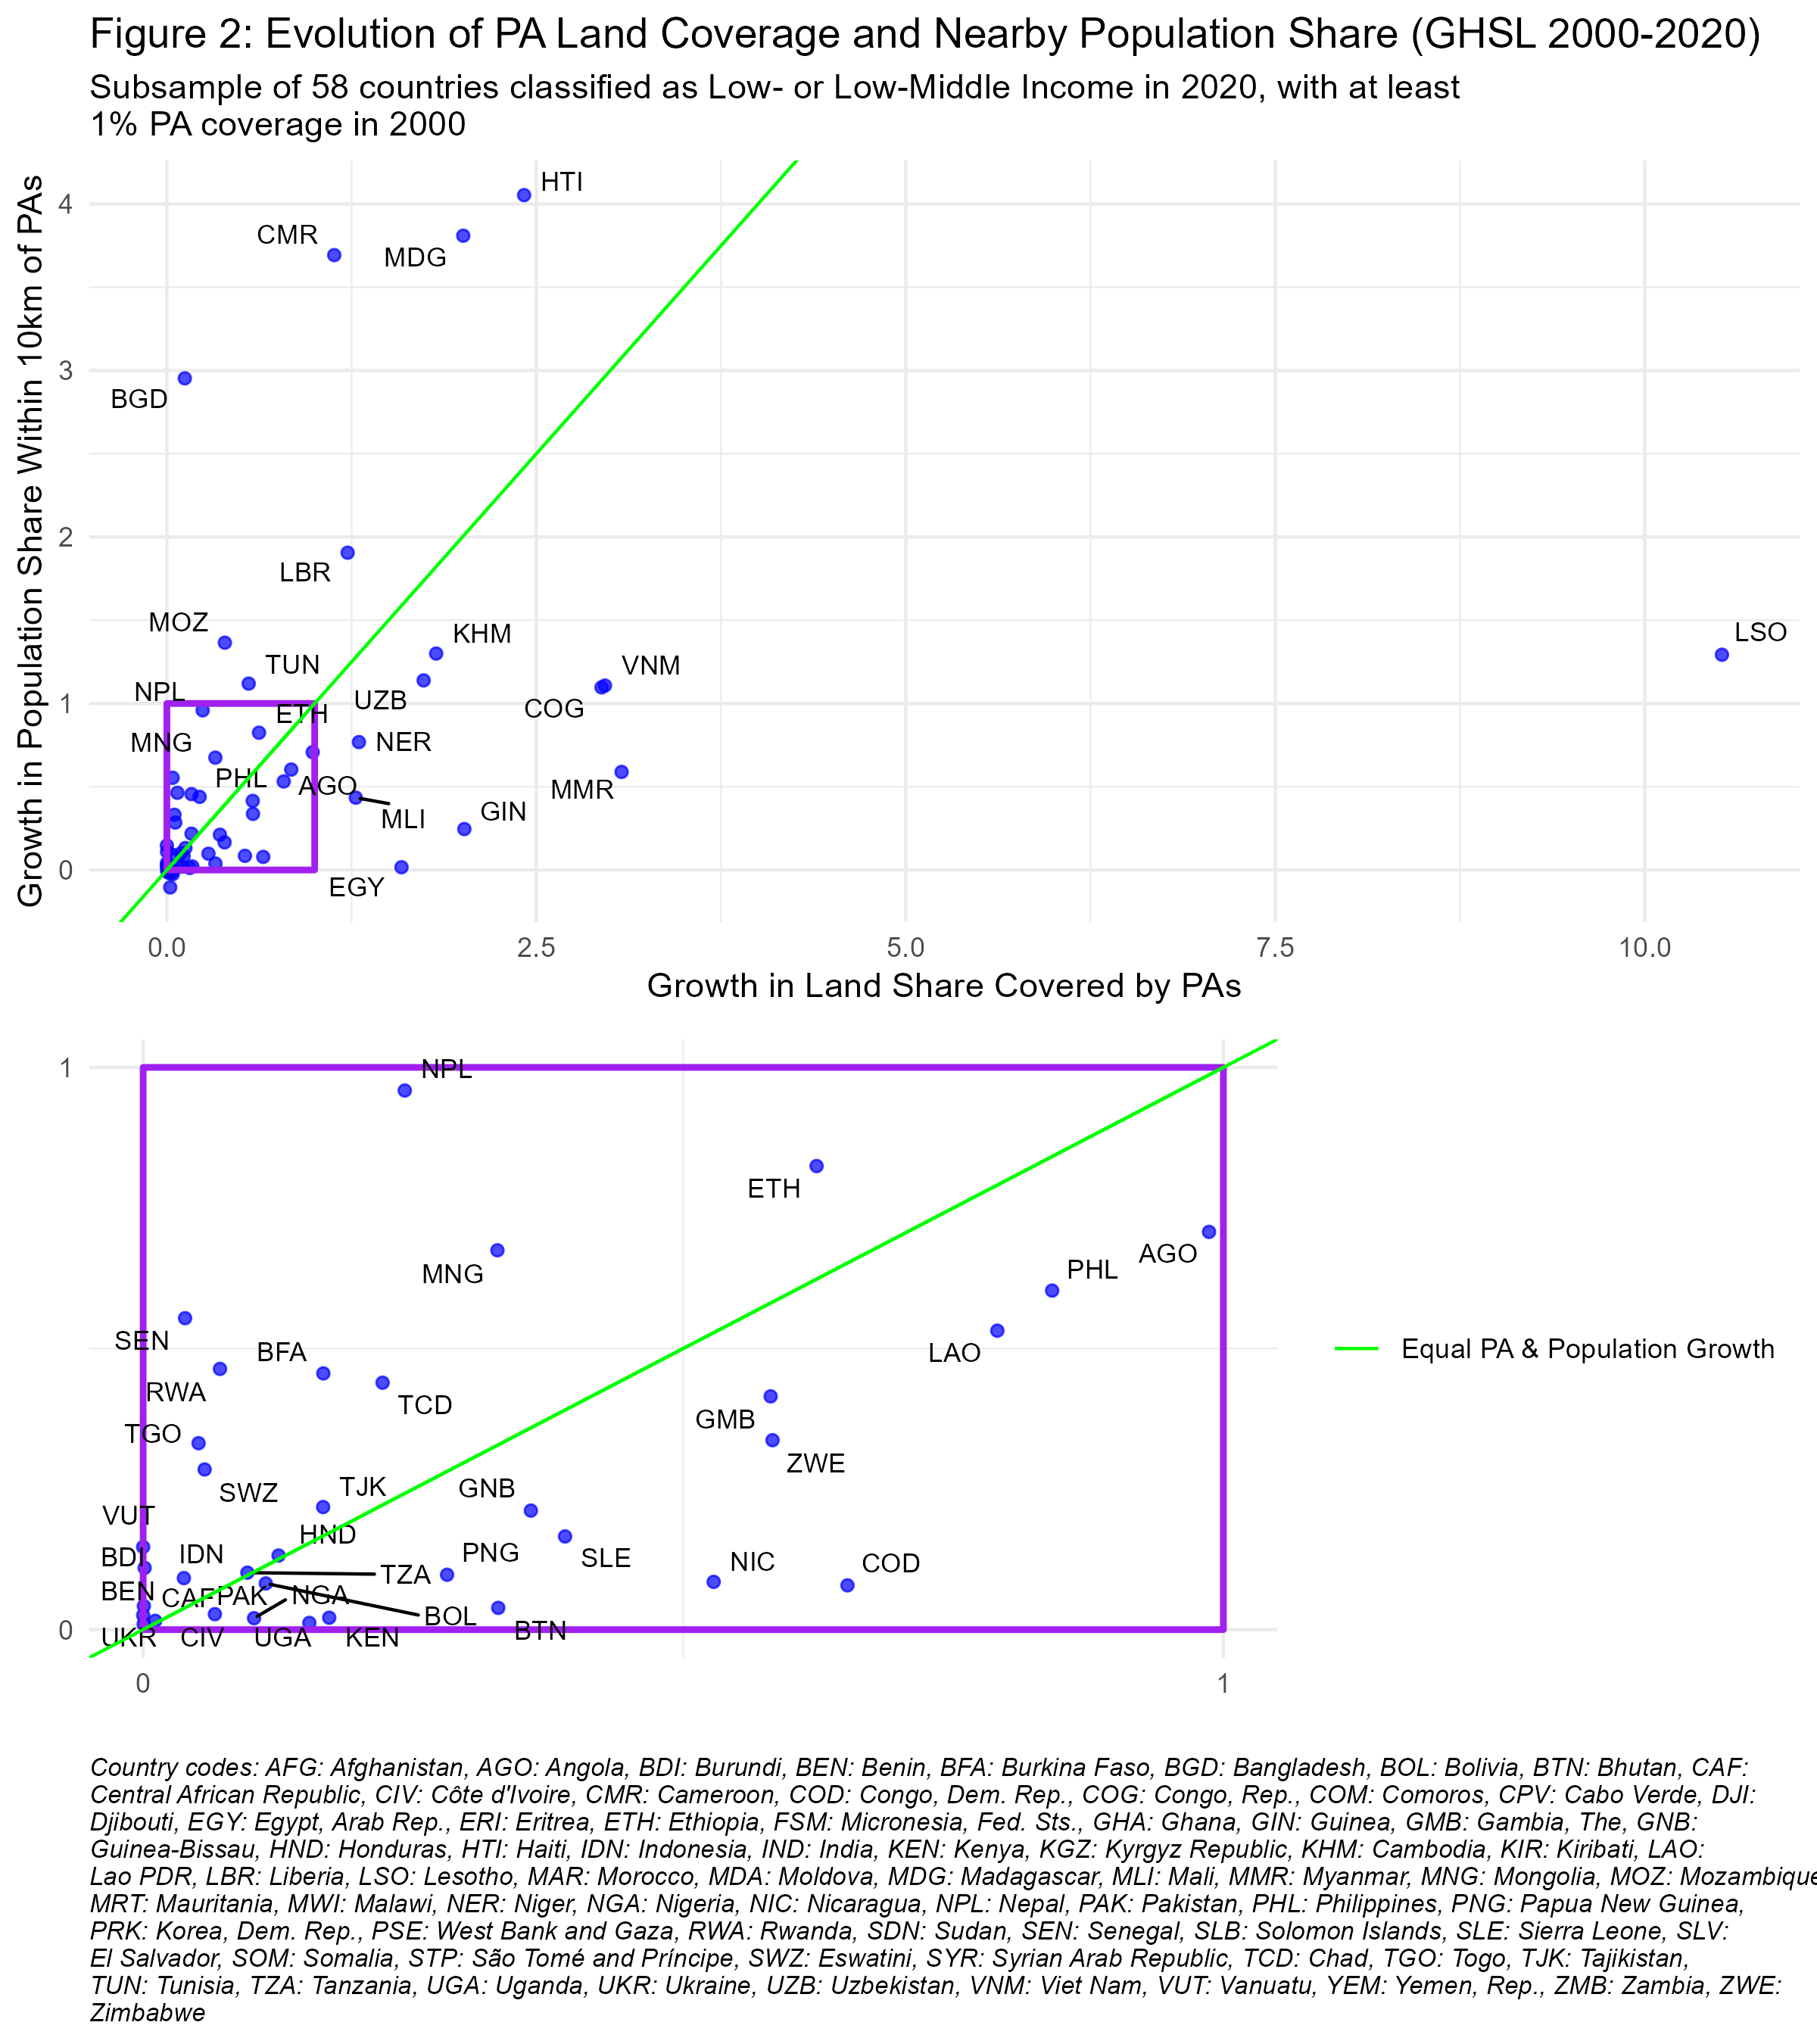 Figure 2: Evolution of PA Land Coverage and Nearby Population Share (GHSL 2000-2020)
Subsample of 58 countries classified as Low- or Low-Middle Income in 2020, with at least
1% PA coverage in 2000
Growth in Population Share Within 10km of PAs
4
3
2
1
0
HTI
CMR
MDG
BGD
LBR
MOZ
KHM
LSO
TUN
VNM
NPL
UZB
COG
ETH
MNG
NER
PHL
AGO
MMR
MLI
GIN
EGY
0.0
2.5
5.0
7.5
10.0
Growth in Land Share Covered by PAs
1
0
NPL
ETH
AGO
MNG
PHL
SEN
BFA
LAO
RWA
TCD
GMB
TGO
ZWE
SWZ
TJK
GNB
VUT
HND
BDI
IDN
PNG
SLE
NIC
COD
TZA
BEN
CAF
PAK
NGA
BOL
BTN
UKR
CIV
UGA
KEN
0
1
Equal PA & Population Growth
Country codes: AFG: Afghanistan, AGO: Angola, BDI: Burundi, BEN: Benin, BFA: Burkina Faso, BGD: Bangladesh, BOL: Bolivia, BTN: Bhutan, CAF:
Central African Republic, CIV: Côte d'Ivoire, CMR: Cameroon, COD: Congo, Dem. Rep., COG: Congo, Rep., COM: Comoros, CPV: Cabo Verde, DJI:
Djibouti, EGY: Egypt, Arab Rep., ERI: Eritrea, ETH: Ethiopia, FSM: Micronesia, Fed. Sts., GHA: Ghana, GIN: Guinea, GMB: Gambia, The, GNB:
Guinea-Bissau, HND: Honduras, HTI: Haiti, IDN: Indonesia, IND: India, KEN: Kenya, KGZ: Kyrgyz Republic, KHM: Cambodia, KIR: Kiribati, LAO:
Lao PDR, LBR: Liberia, LSO: Lesotho, MAR: Morocco, MDA: Moldova, MDG: Madagascar, MLI: Mali, MMR: Myanmar, MNG: Mongolia, MOZ: Mozambique
MRT: Mauritania, MWI: Malawi, NER: Niger, NGA: Nigeria, NIC: Nicaragua, NPL: Nepal, PAK: Pakistan, PHL: Philippines, PNG: Papua New Guinea,
PRK: Korea, Dem. Rep., PSE: West Bank and Gaza, RWA: Rwanda, SDN: Sudan, SEN: Senegal, SLB: Solomon Islands, SLE: Sierra Leone, SLV:
El Salvador, SOM: Somalia, STP: São Tomé and Príncipe, SWZ: Eswatini, SYR: Syrian Arab Republic, TCD: Chad, TGO: Togo, TJK: Tajikistan,
TUN: Tunisia, TZA: Tanzania, UGA: Uganda, UKR: Ukraine, UZB: Uzbekistan, VNM: Viet Nam, VUT: Vanuatu, YEM: Yemen, Rep., ZMB: Zambia, ZWE:
Zimbabwe